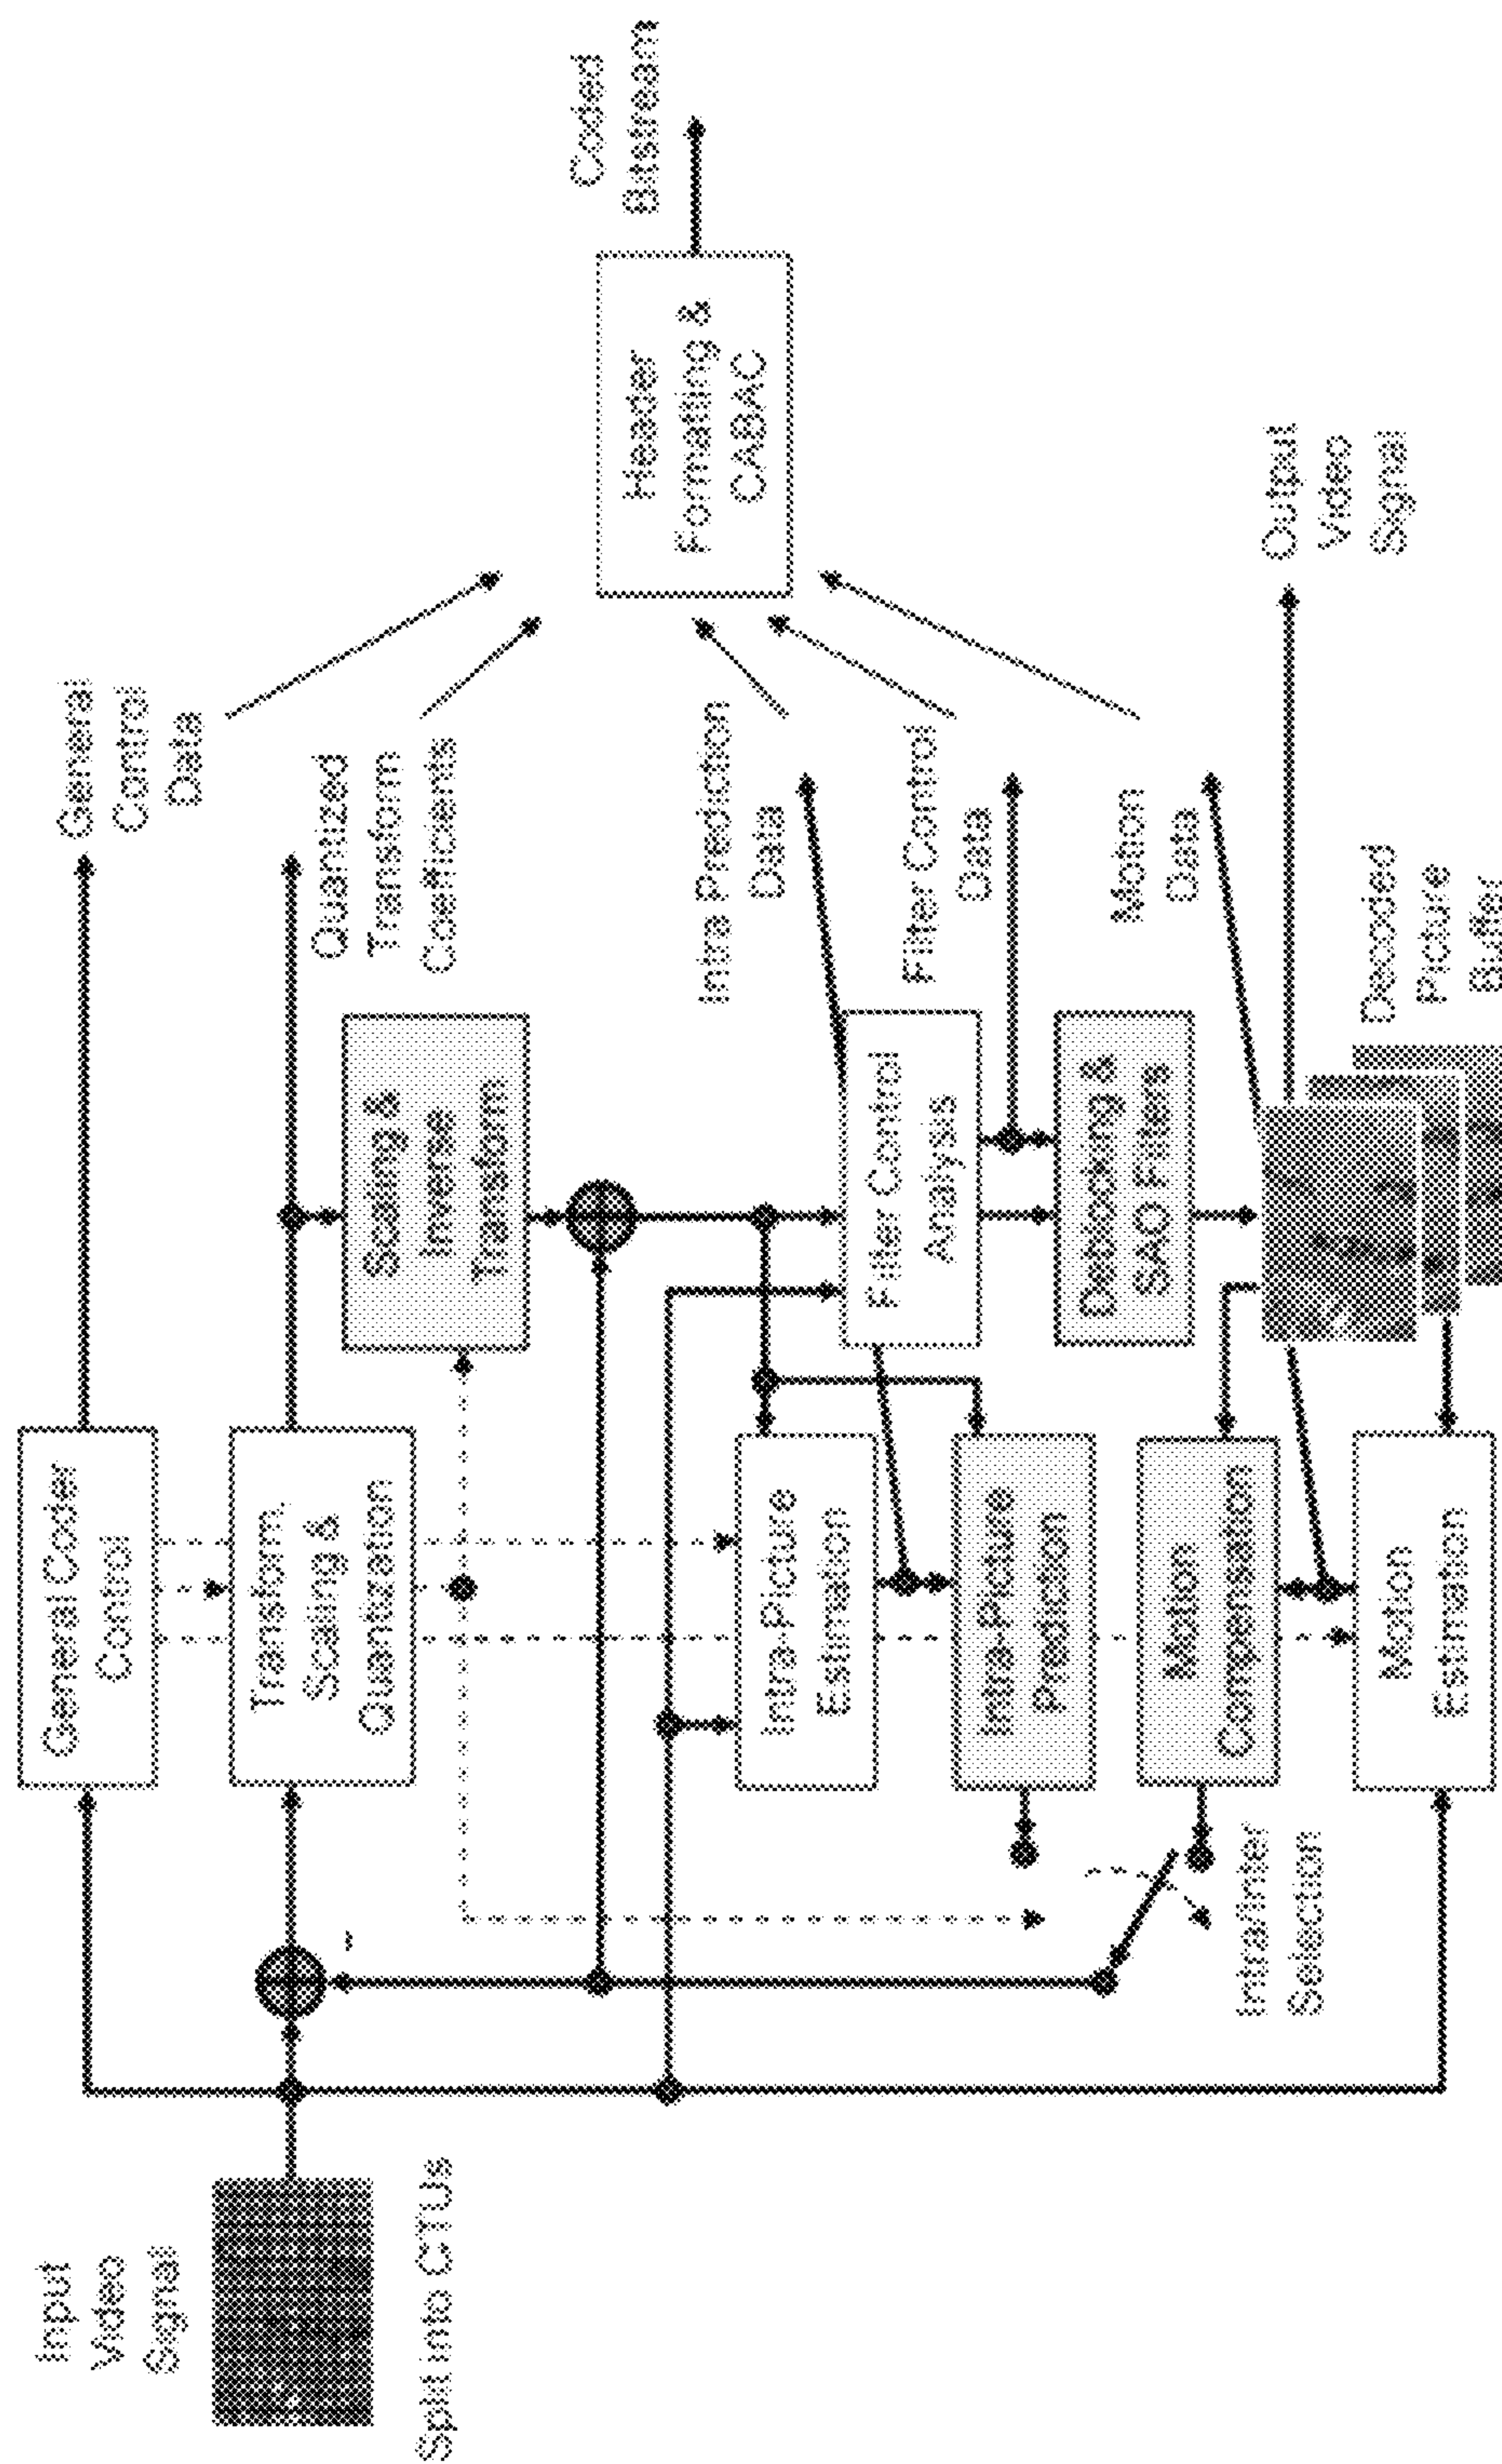 Input
Video
Signal
Split into CTUs
General Coder
Control
Transform,
Scaling &
Quantization
Scaling &
Inverse
Transform
General
Control
Data
Quantized
Transform
Coefficients
Intra-Picture
Estimation
Intra-Picture
Prediction
Filter Control
Analysis
Deblocking &
SAO Filters
Intra Prediction
Data
Filter Control
Data
Header
Formatting &
CABAC
Coded
Bitstream
Intra/Inter
Selection
Motion
Compensation
Motion
Estimation
Motion
Data
Decoded
Picture
Buffer
Output
Video
Signal